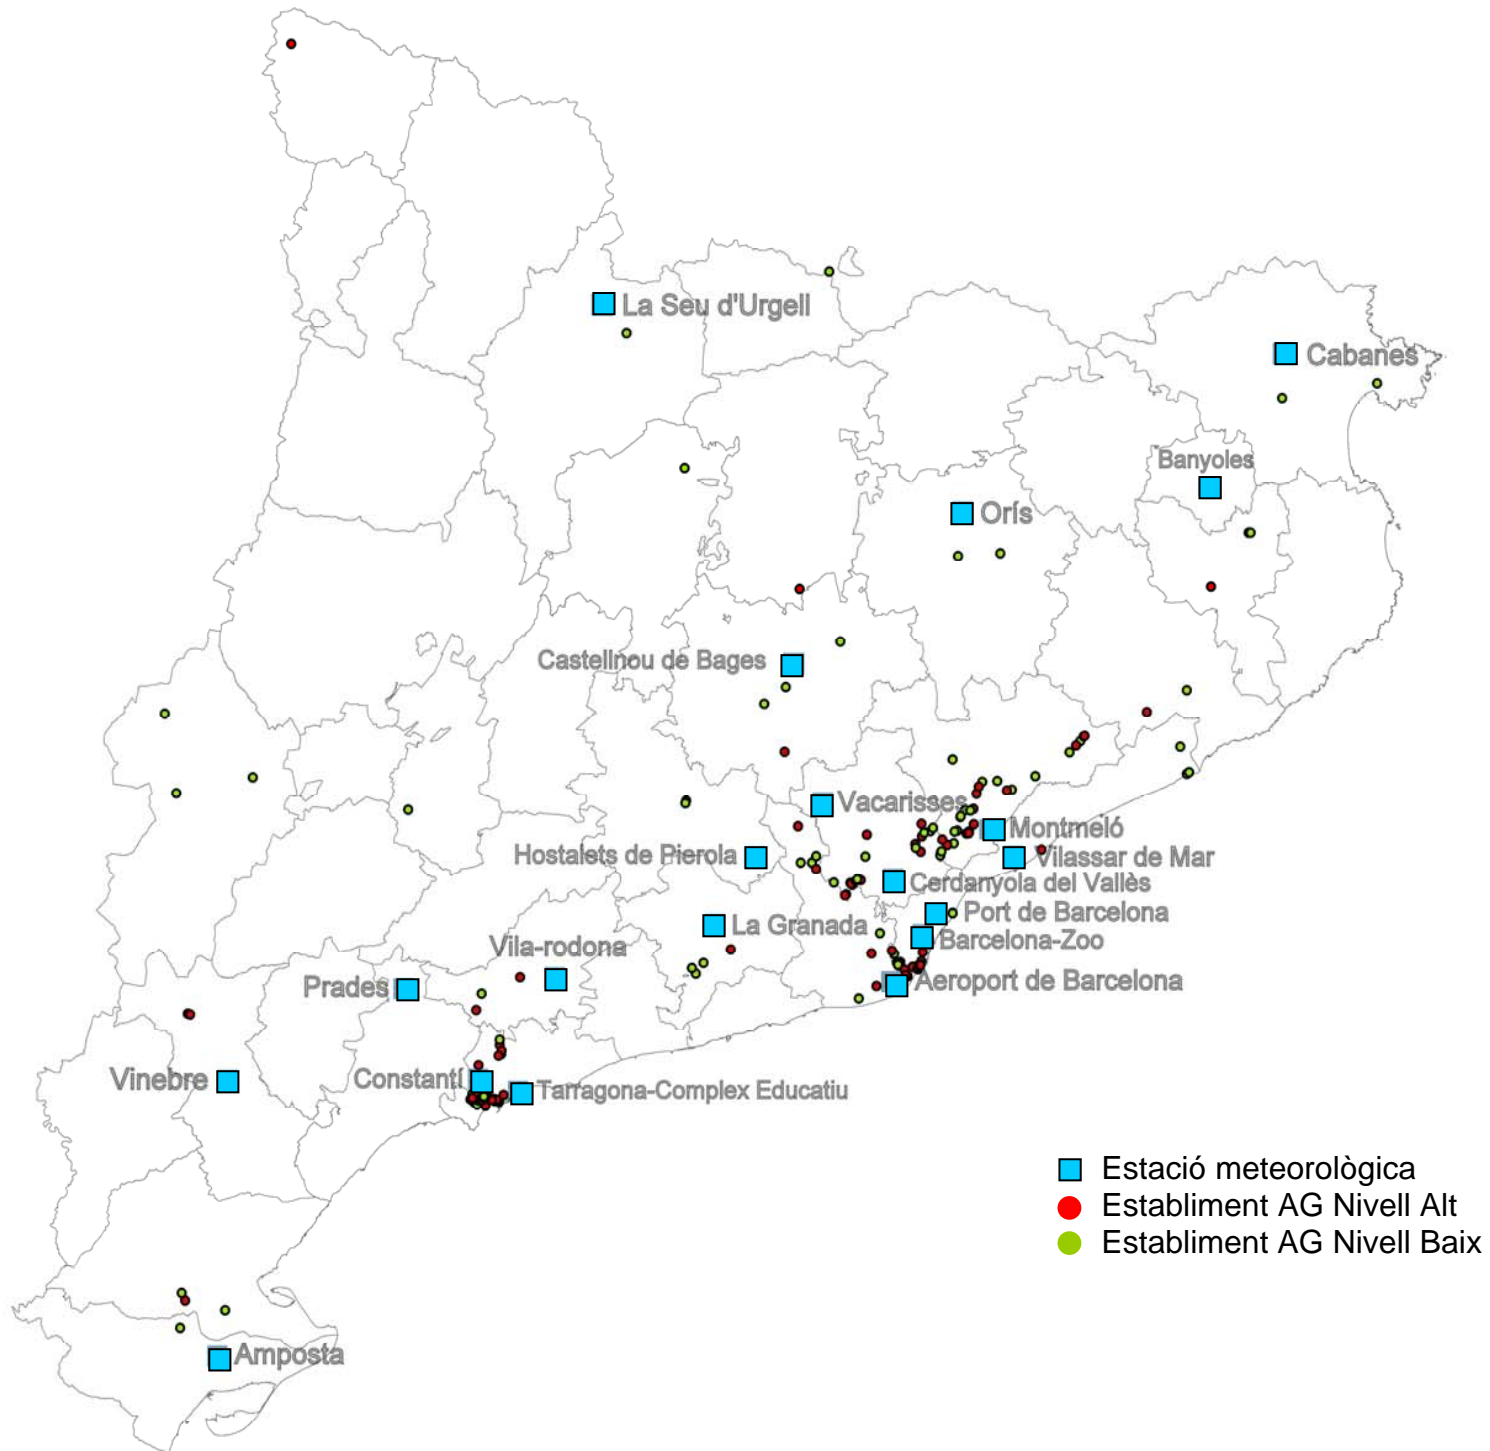 La Seu d'Urgell
Cabanes
Banyoles
Orís
Castellnou de Bages
Vacarisses
Montmeló
Hostalets de Pierola
Vilassar de Mar
Cerdanyola del Vallès
Port de Barcelona
La Granada
Barcelona-Zoo
Vila-rodona
Aeroport de Barcelona
Prades
Vinebre
Constantí
Tarragona-Complex Educatiu
Estació meteorològica
Establiment AG Nivell Alt
Establiment AG Nivell Baix
Amposta